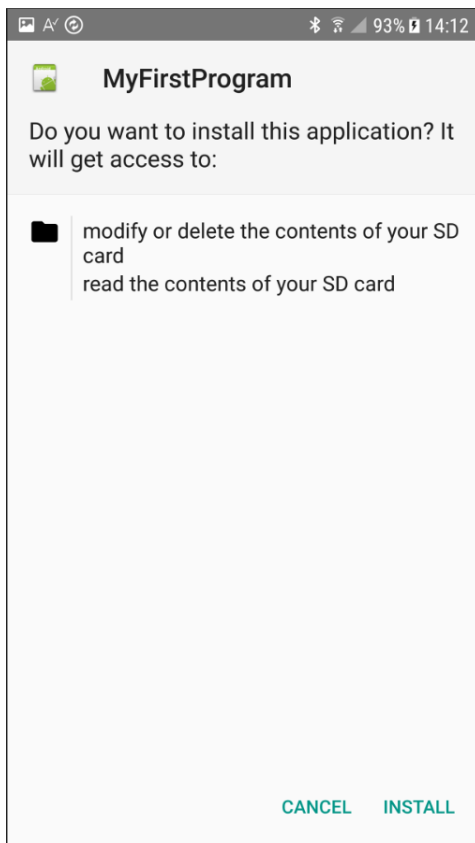 93% 14:12
MyFirstProgram
Do you want to install this application? It
will get access to:
modify or delete the contents of your SD
card
read the contents of your SD card
CANCEL INSTALL